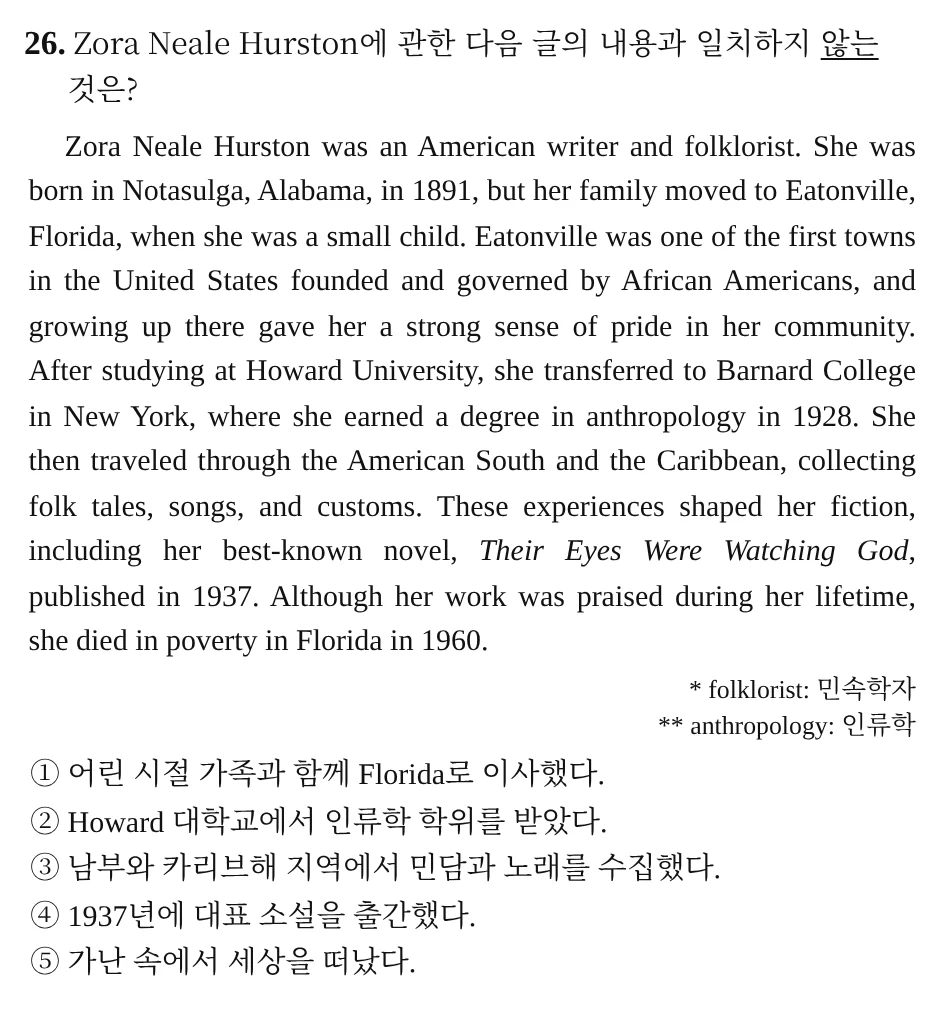 26. Zora Neale Hurston에 관한 다음 글의 내용과 일치하지 않는
것은?
Zora Neale Hurston was an American writer and folklorist. She was
born in Notasulga, Alabama, in 1891, but her family moved to Eatonville,
Florida, when she was a small child. Eatonville was one of the first towns
in the United States founded and governed by African Americans, and
growing up there gave her a strong sense of pride in her community.
After studying at Howard University, she transferred to Barnard College
in New York, where she earned a degree in anthropology in 1928. She
then traveled through the American South and the Caribbean, collecting
folk tales, songs, and customs. These experiences shaped her fiction,
including her best-known novel, Their Eyes Were Watching God,
published in 1937. Although her work was praised during her lifetime,
she died in poverty in Florida in 1960.
* folklorist: 민속학자
** anthropology: 인류학
① 어린 시절 가족과 함께 Florida로 이사했다.
② Howard 대학교에서 인류학 학위를 받았다.
③ 남부와 카리브해 지역에서 민담과 노래를 수집했다.
④ 1937년에 대표 소설을 출간했다.
⑤ 가난 속에서 세상을 떠났다.